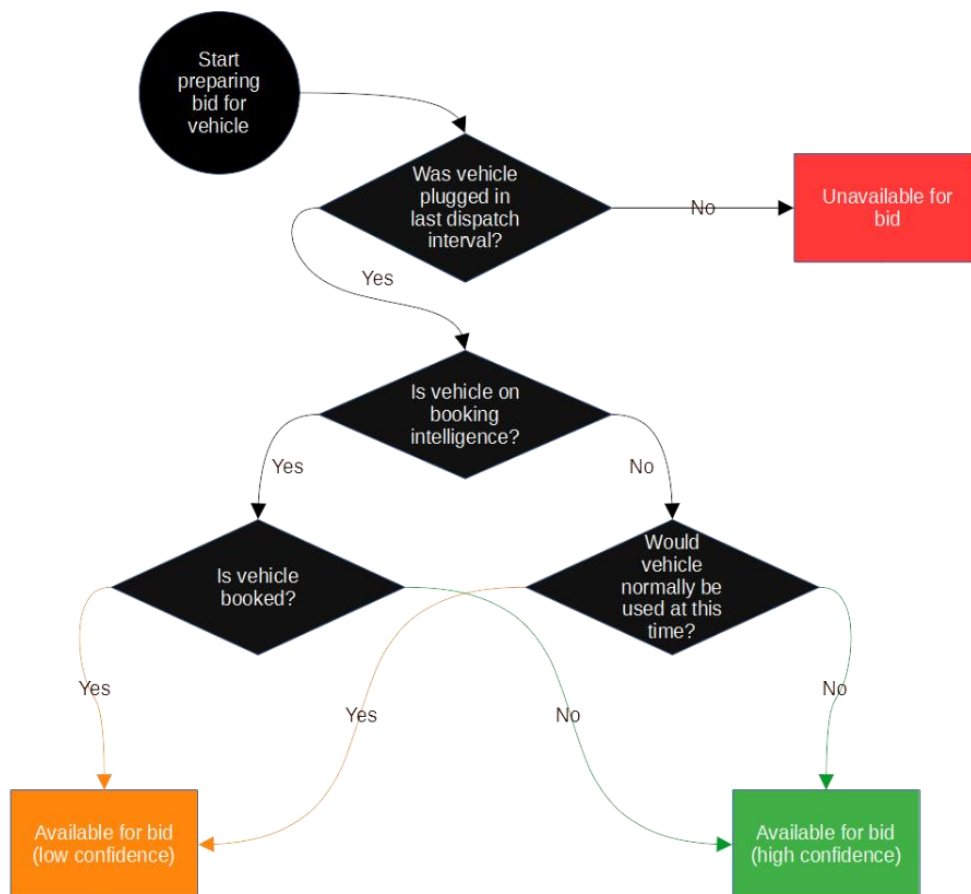 Start
preparing
bid for
vehicle
Was vehicle
plugged in
last dispatch
interval?
No
Unavailable for
bid
Yes
Is vehicle on
booking
intelligence?
Yes
No
Is vehicle
booked?
Would
vehicle
normally be
used at this
time?
Yes
Yes
No
No
Available for bid
(low confidence)
Available for bid
(high confidence)